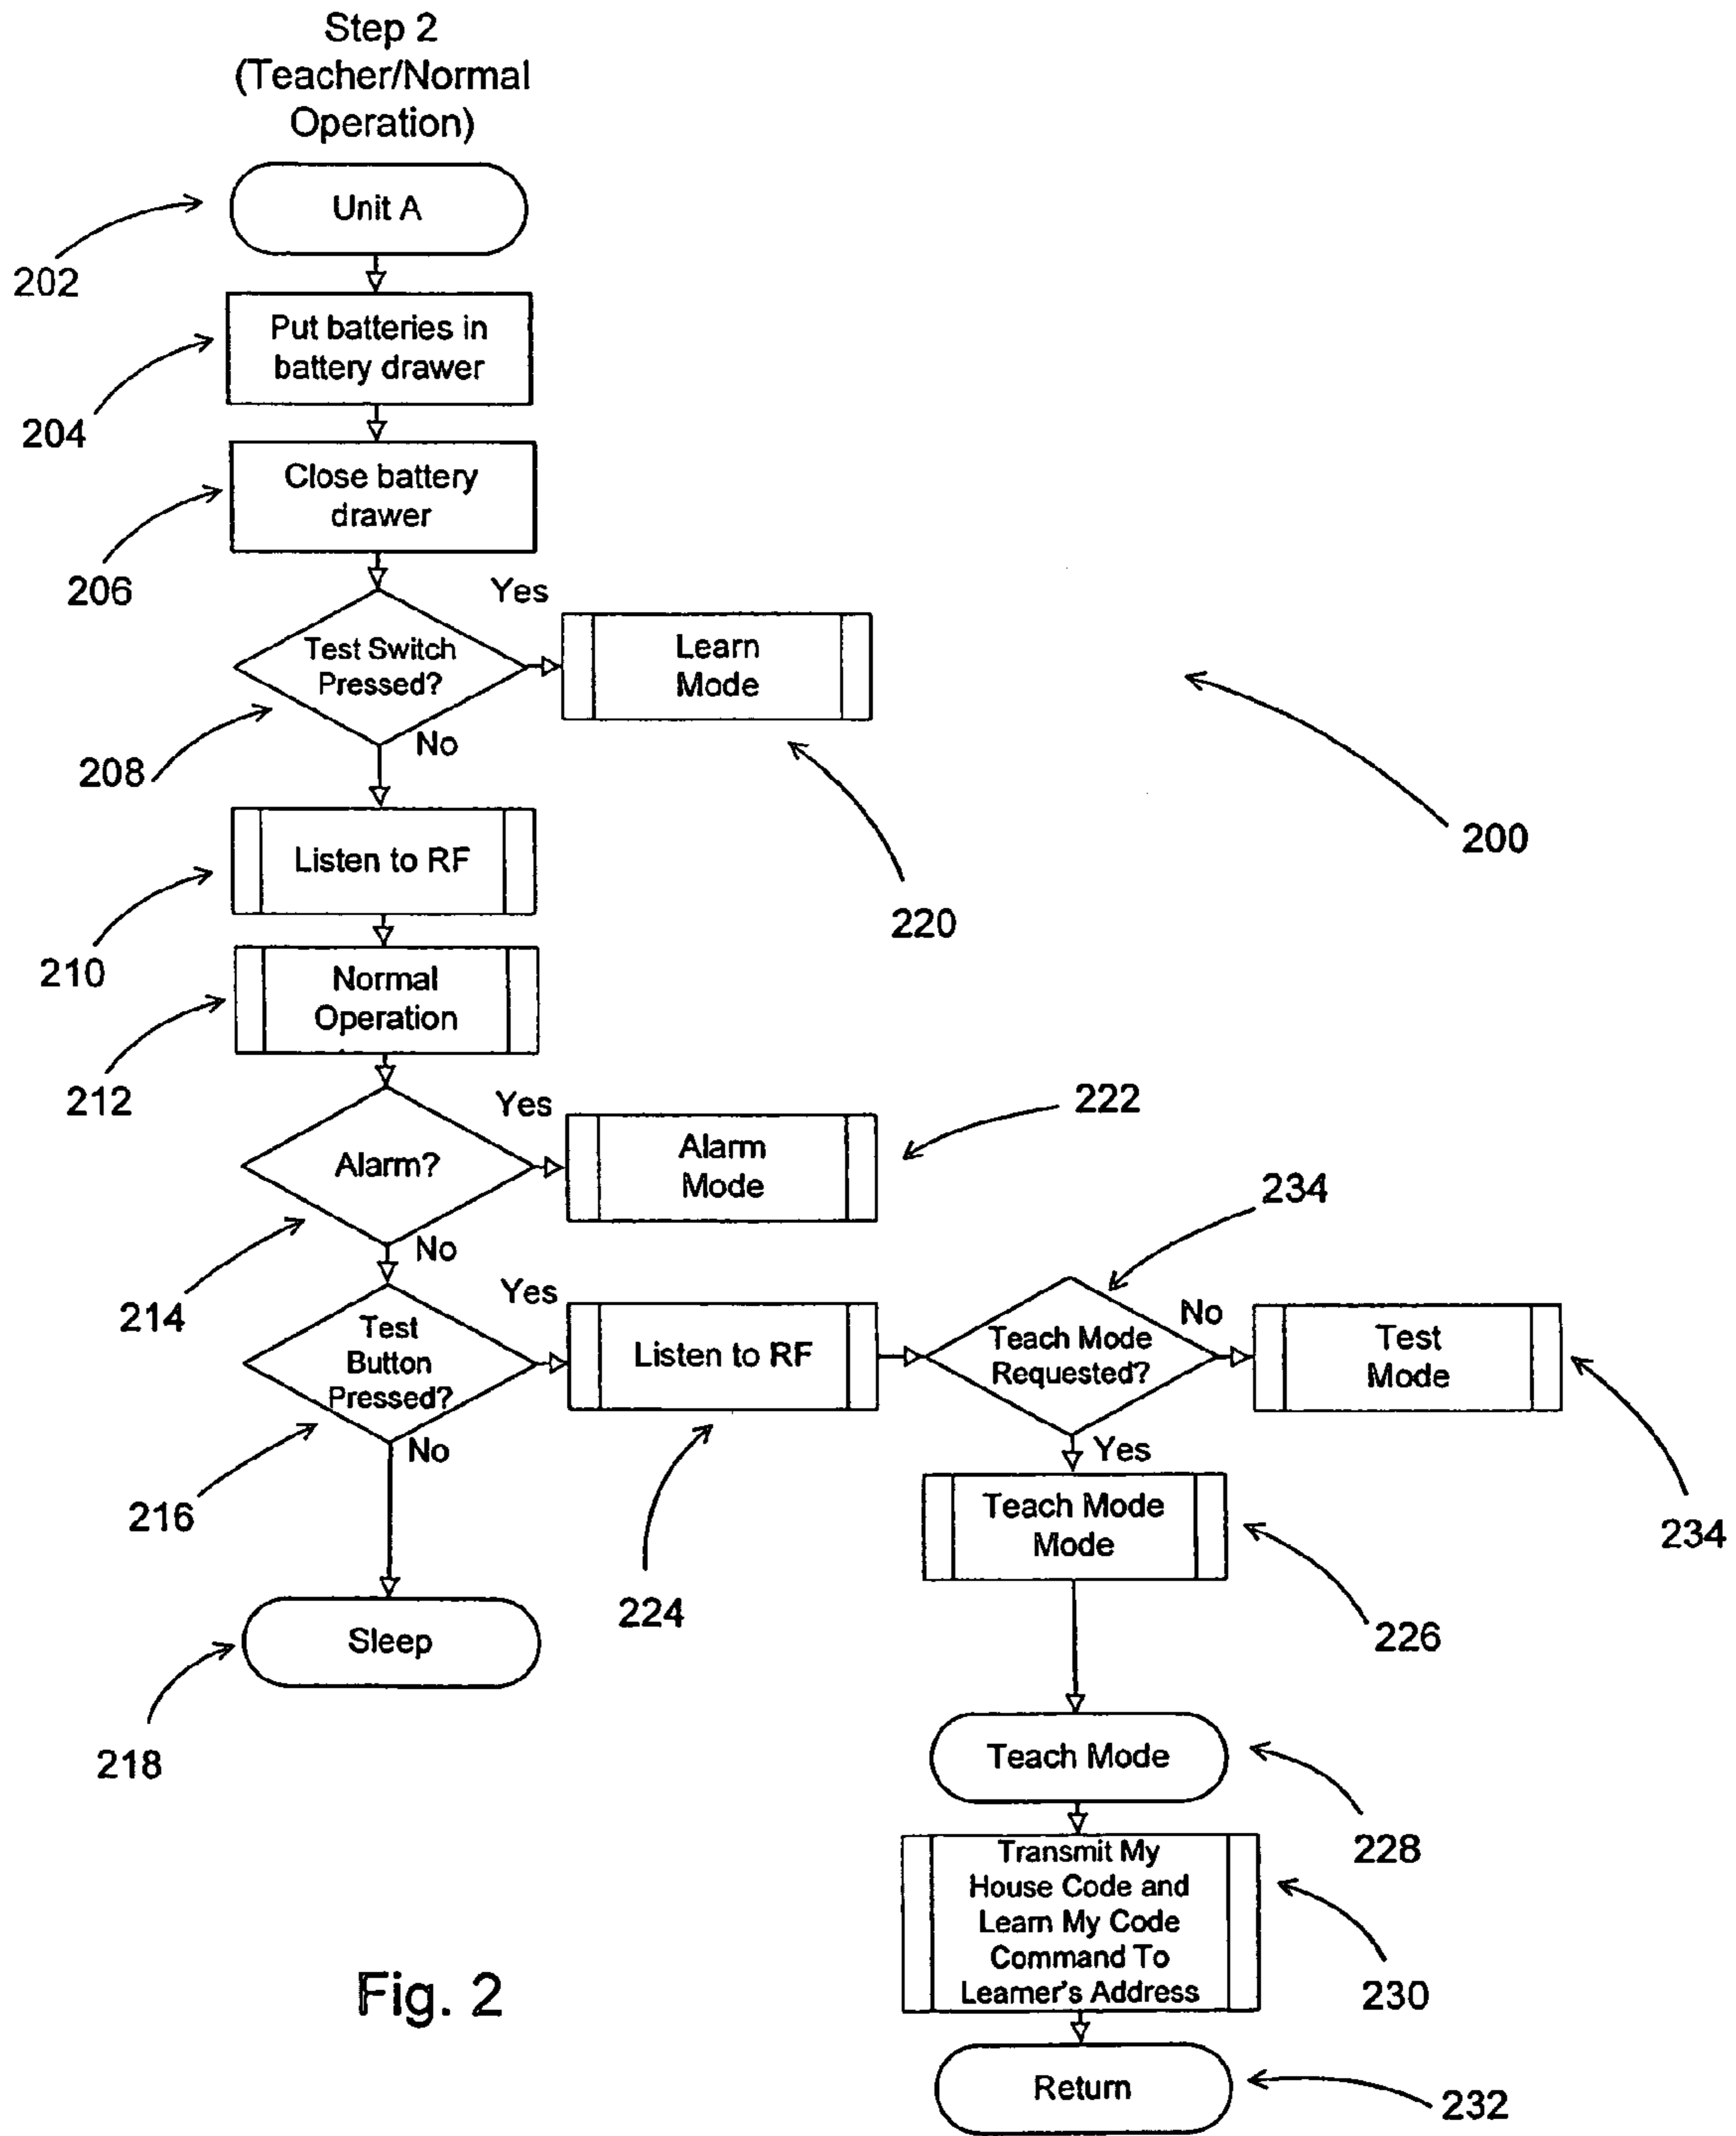 Step 2
(Teacher/Normal
Operation)
Unit A
202
Put batteries in
battery drawer
204
Close battery
drawer
206
Yes
Test Switch
Pressed?
Learn
Mode
No
208
200
Listen to RF
220
210
Normal
Operation
212
Yes
222
Alarm?
Alarm
Mode
234
No
214
Yes
Test
Button
Pressed?
Listen to RF
Teach Mode
Requested?
No
Test
Mode
No
Yes
216
224
Teach Mode
Mode
234
226
Sleep
218
Teach Mode
228
Transmit My
House Code and
Learn My Code
Command To
Learner's Address
230
Fig. 2
Return
232